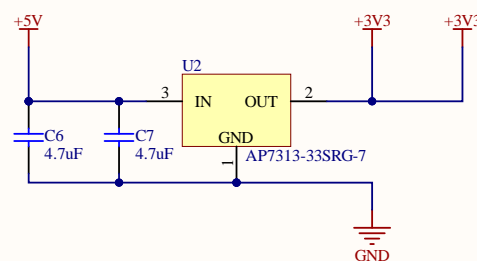 +5V
+3V3
+3V3
U2
3
IN
OUT
2
C6
4.7uF
C7
4.7uF
GND
1
AP7313-33SRG-7
GND